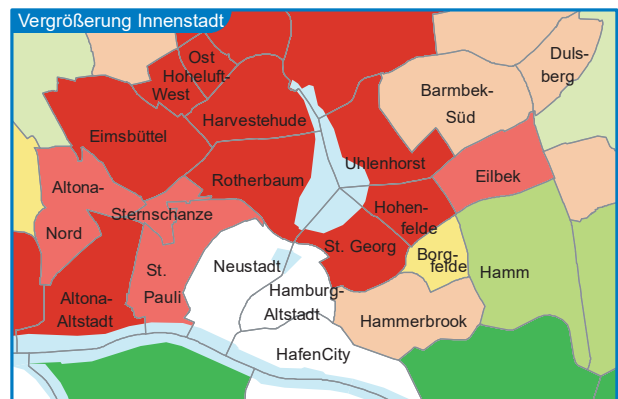 Vergrößerung Innenstadt
Ost
Hoheluft-
West
Duls-
berg
Barmbek-
Süd
Harvestehude
Eimsbüttel
Uhlenhorst
Eilbek
Rotherbaum
Altona-
Nord
Sternschanze
Hohen-
felde
St. Georg
Borg-
felde
Hamm
Neustadt
St.
Pauli
Hamburg-
Altstadt
Altona-
Altstadt
Hammerbrook
HafenCity